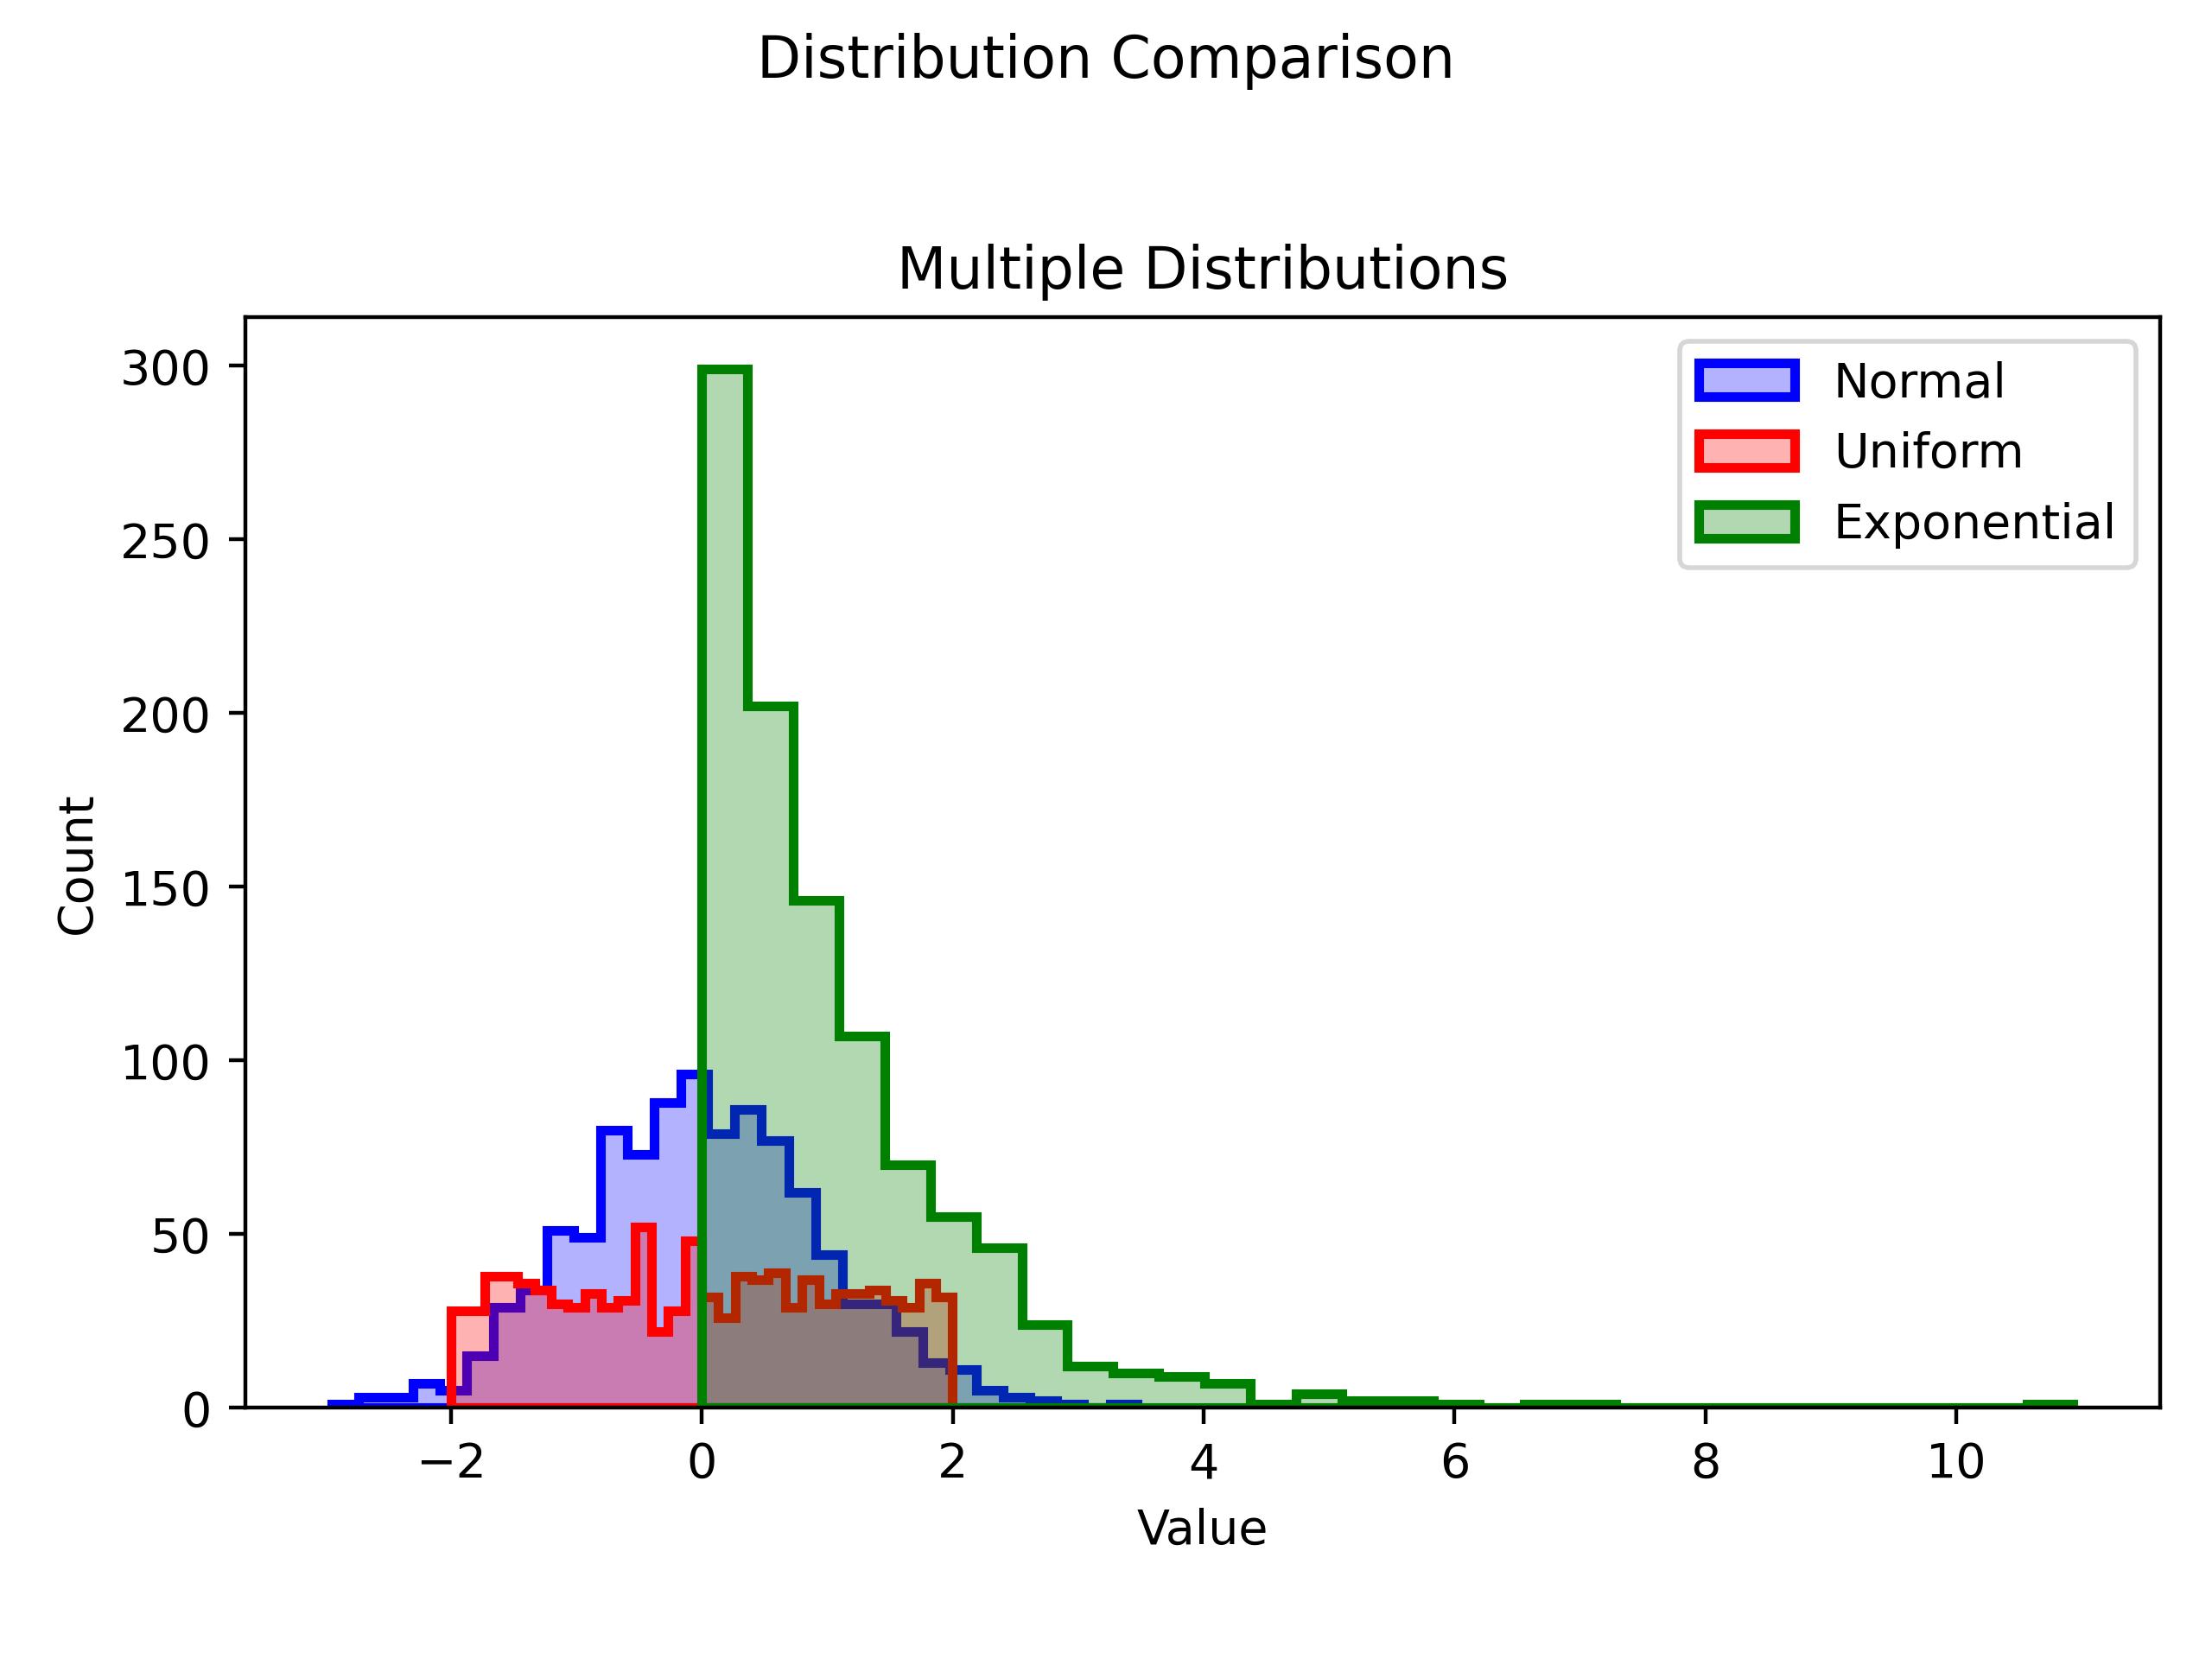 Distribution Comparison
Multiple Distributions
Normal
Uniform
Exponential
Count
300
250
200
150
100
50
0
−2 0 2 4 6 8 10
Value